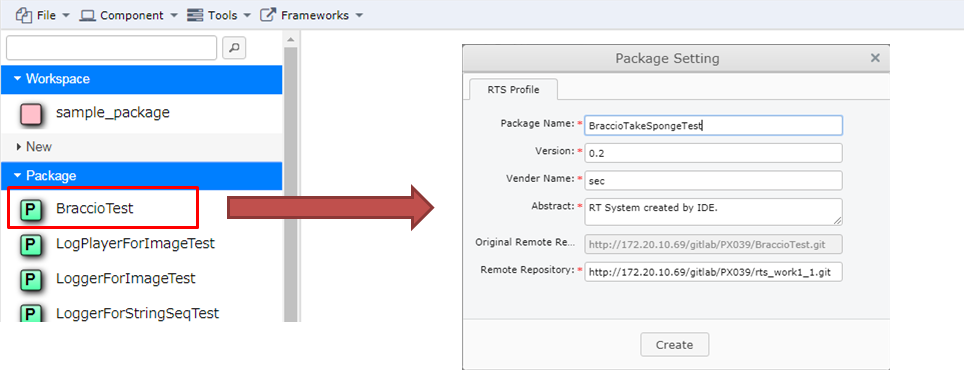 File Component Tools Frameworks
Workspace
sample_package
New
Package
P BraccioTest
P LogPlayerForImageTest
P LoggerForImageTest
P LoggerForStringSeqTest
Package Setting
RTS Profile
Package Name:* BraccioTakeSpongeTest
Version:* 0.2
Vender Name:* sec
Abstract:* RT System created by IDE.
Original Remote Re... http://172.20.10.69/gitlab/PX039/BraccioTest.git
Remote Repository:* http://172.20.10.69/gitlab/PX039/rts_work1_1.git
Create